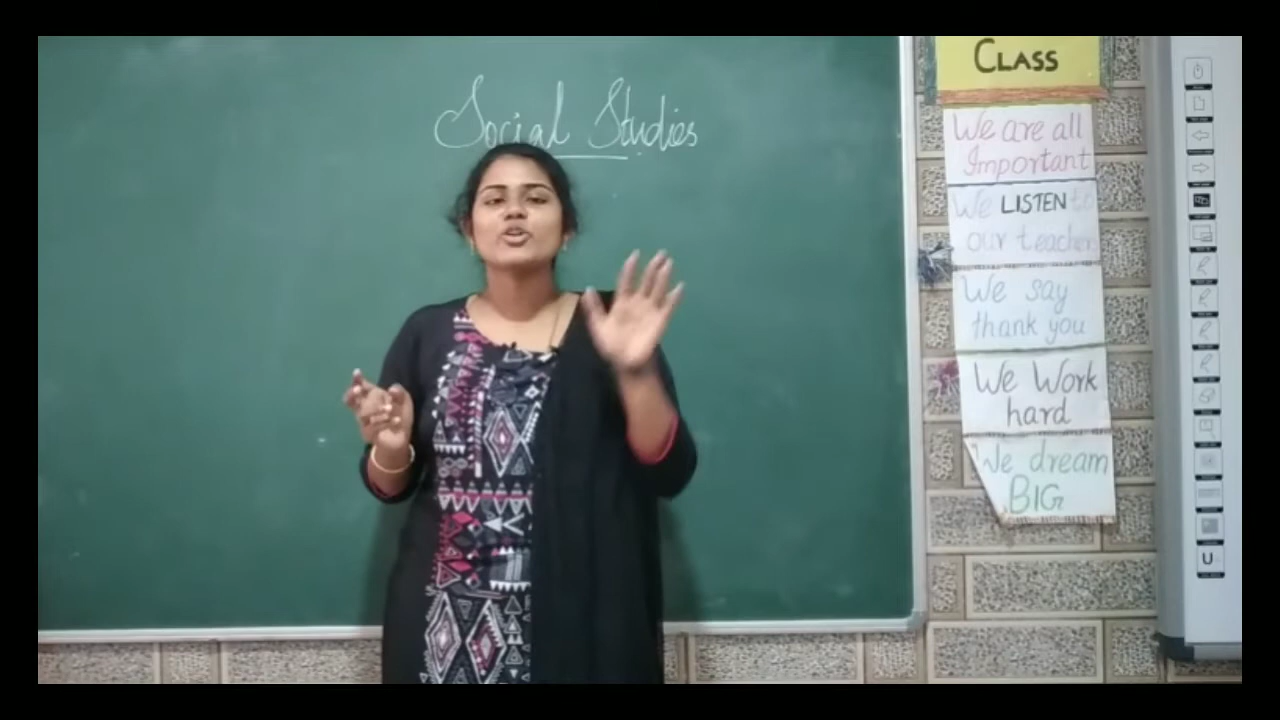 Social Studies
CLASS
We are all
Important
We LISTEN to
our teacher
We say
thank you
We Work
hard
We dream
BIG
U